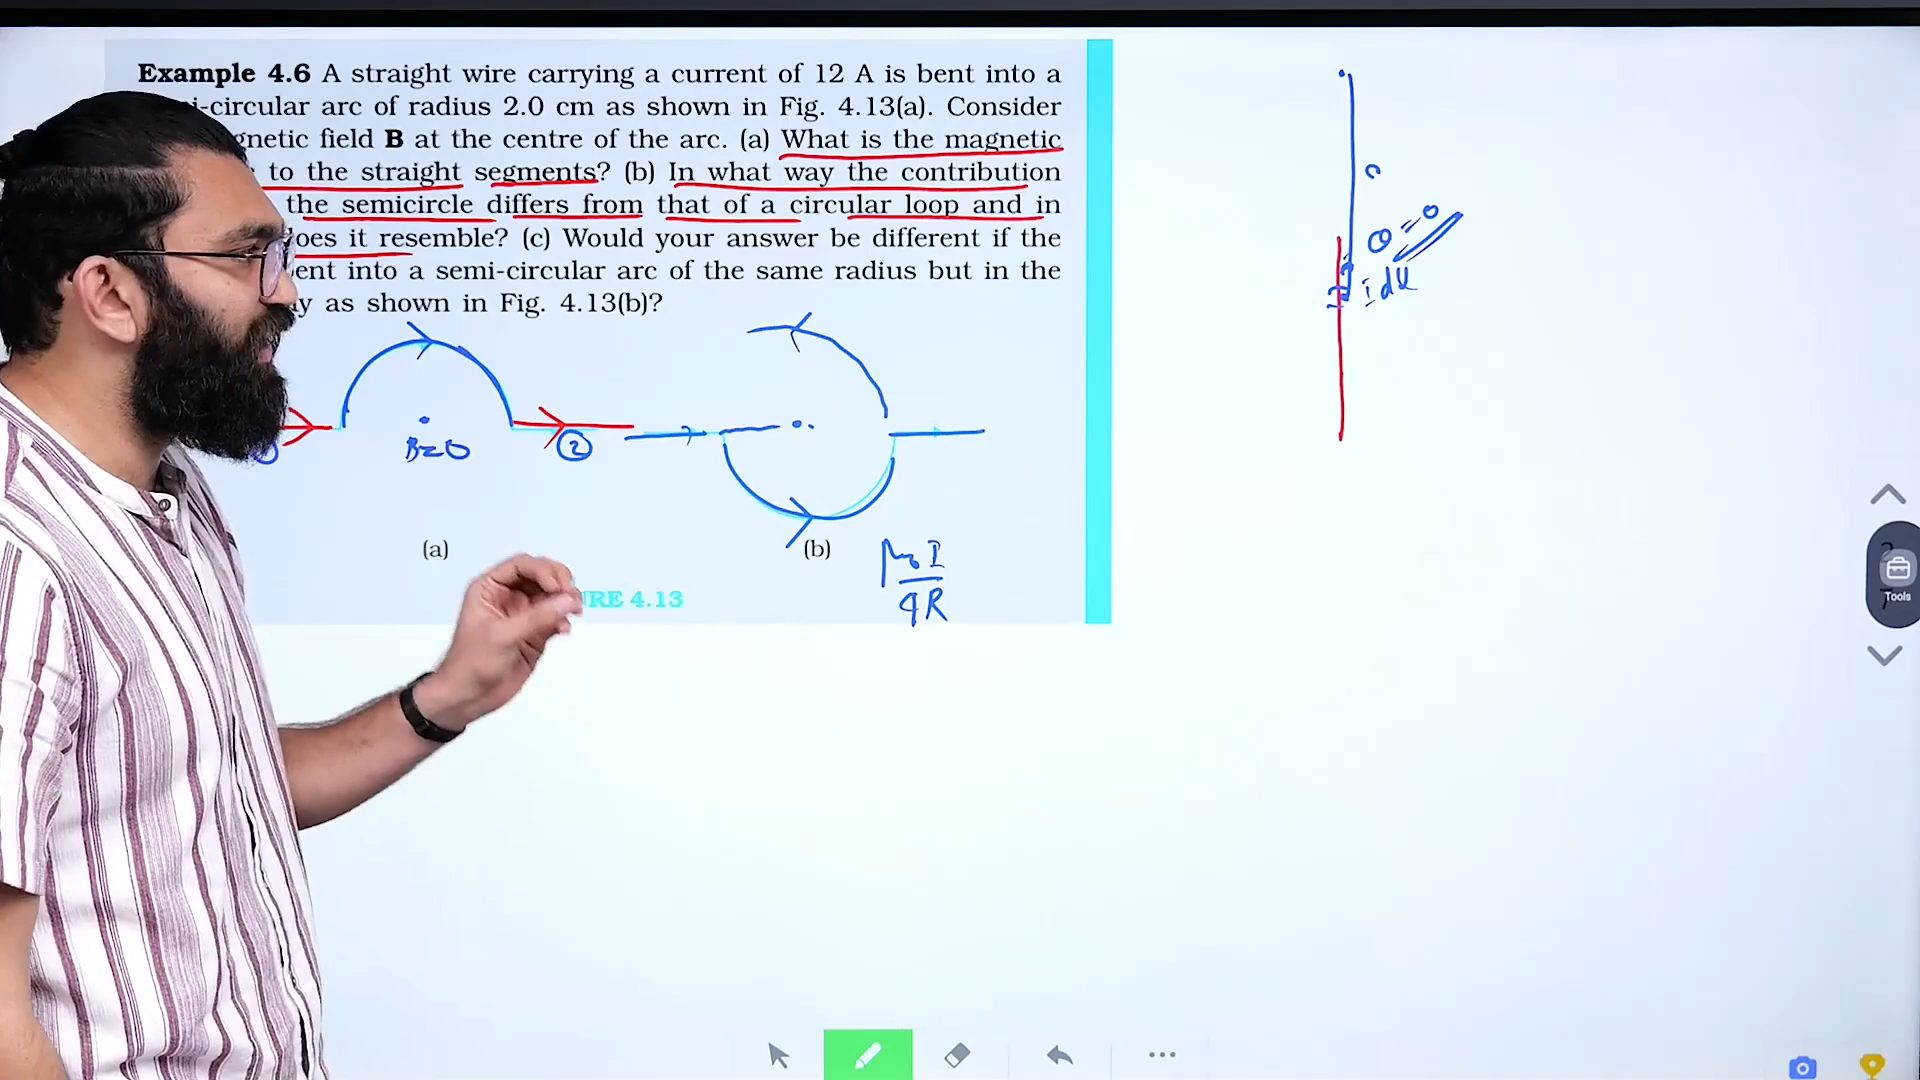 Example 4.6 A straight wire carrying a current of 12 A is bent into a
-circular arc of radius 2.0 cm as shown in Fig. 4.13(a). Consider
gnetic field B at the centre of the arc. (a) What is the magnetic
to the straight segments? (b) In what way the contribution
the semicircle differs from that of a circular loop and in
oes it resemble? (c) Would your answer be different if the
ent into a semi-circular arc of the same radius but in the
y as shown in Fig. 4.13(b)?
θ = 0
i dl
B=0
2
(a)
(b)
μ₀ I
4R
URE 4.13
Tools